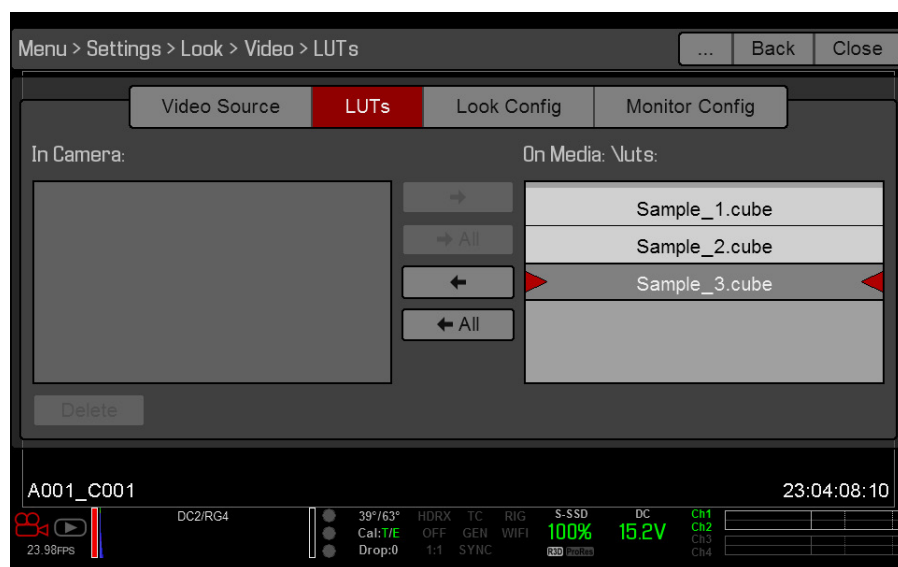 Menu > Settings > Look > Video > LUTs ... Back Close
Video Source LUTs Look Config Monitor Config
In Camera: On Media: \luts:
→ Sample_1.cube
→ All Sample_2.cube
← Sample_3.cube
← All
Delete
A001_C001 23:04:08:10
DC2/RG4 39°/63° HDRX TC RIG S-SSD DC Ch1
Cal:T/E OFF GEN WIFI 100% 15.2V Ch2
23.98FPS Drop:0 1:1 SYNC R3D ProRes Ch3
Ch4